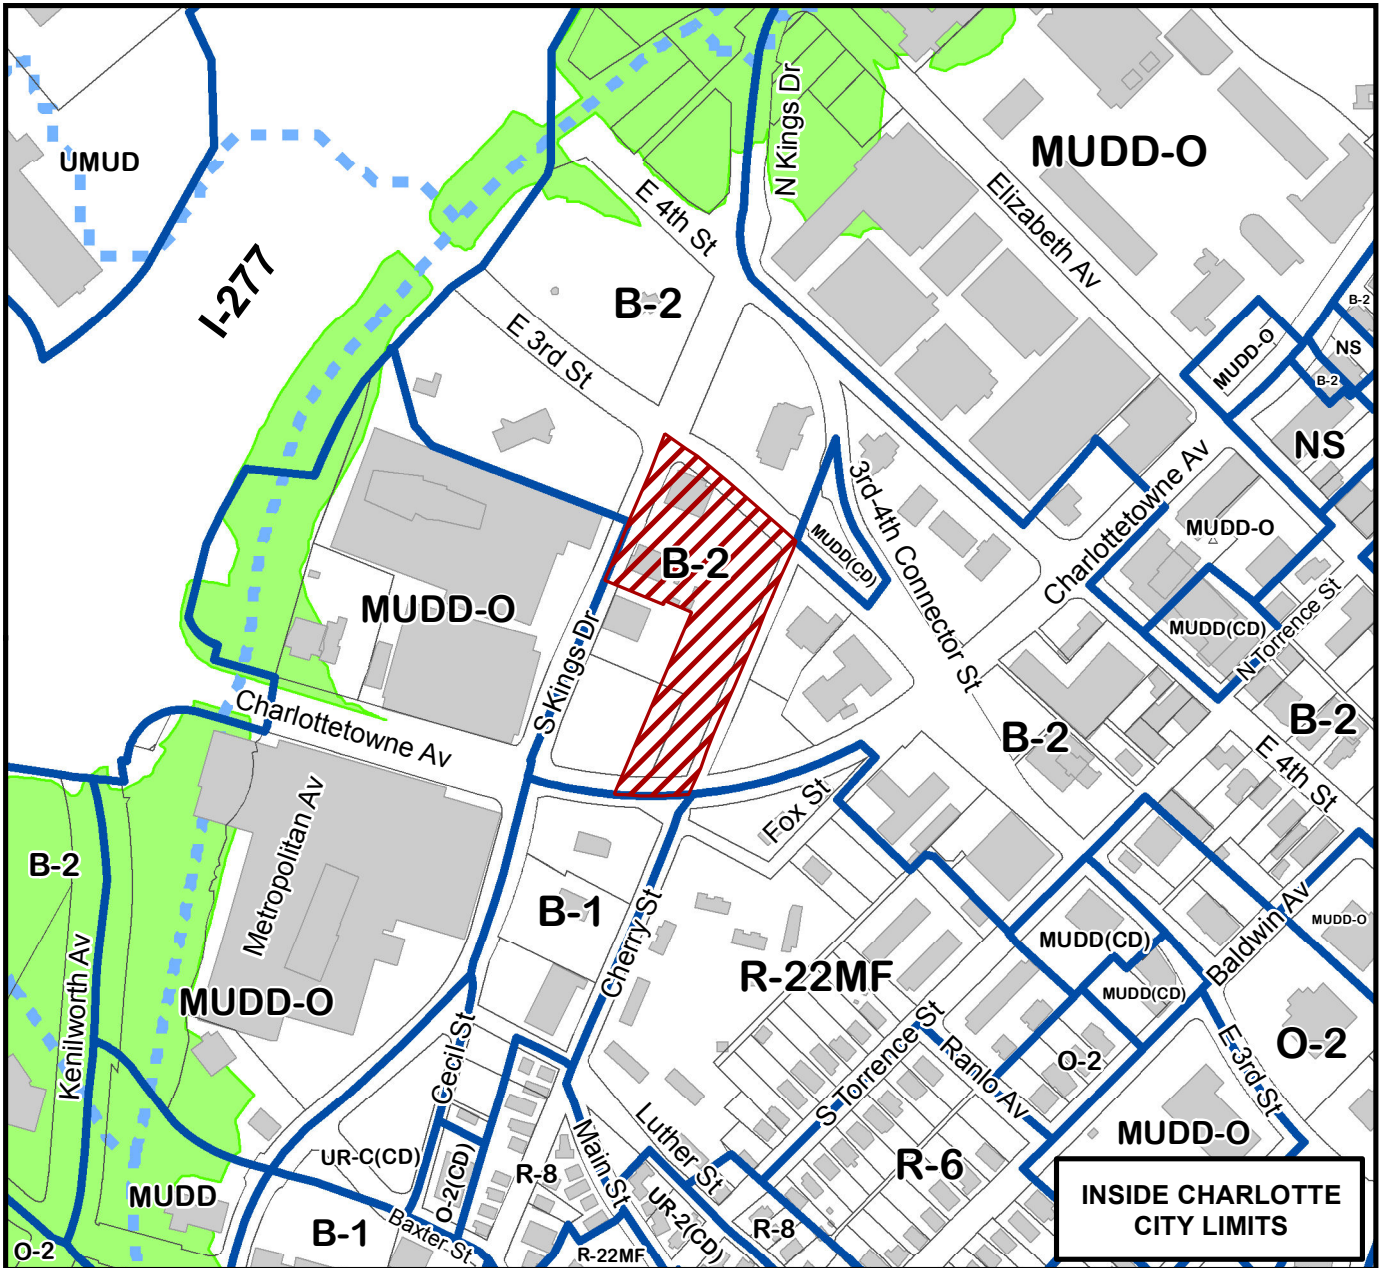 N Kings Dr
MUDD-O
UMUD
E 4th St
Elizabeth Av
I-277
B-2
B-2
E 3rd St
MUDD-O
NS
B-2
NS
3rd-4th Connector St
Charlottetowne Av
MUDD-O
MUDD(CD)
B-2
MUDD-O
MUDD(CD)
N Torrence St
S Kings Dr
Charlottetowne Av
B-2
B-2
E 4th St
Metropolitan Av
Fox St
B-2
B-1
Cherry St
MUDD(CD)
Baldwin Av
MUDD-O
Kenilworth Av
MUDD-O
R-22MF
MUDD(CD)
Cecil St
S Torrence St
Ranlo Av
O-2
E 3rd St
O-2
Luther St
MUDD-O
Main St
UR-C(CD)
O-2(CD)
R-8
R-6
MUDD
UR-2(CD)
R-8
B-1
Baxter St
O-2
R-22MF
INSIDE CHARLOTTE
CITY LIMITS